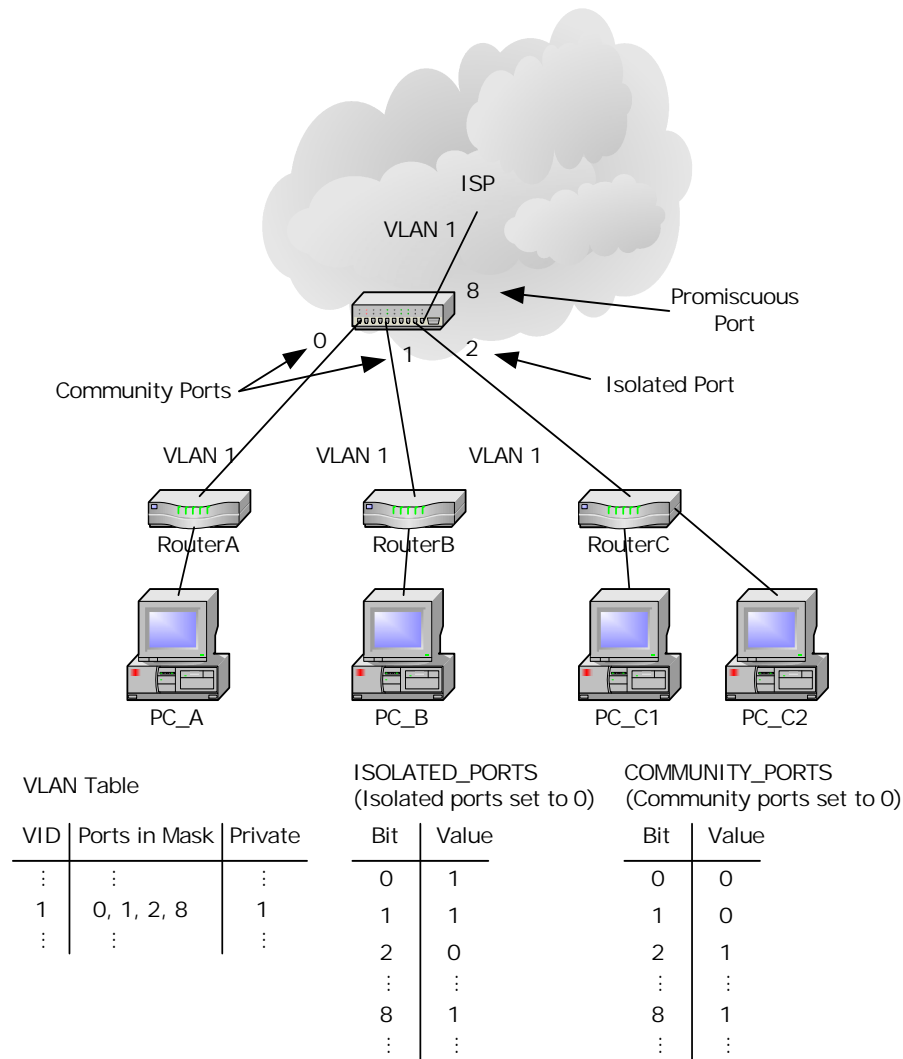 ISP
VLAN 1
8
Promiscuous
Port
0
1
2
Community Ports
Isolated Port
VLAN 1
VLAN 1
VLAN 1
RouterA
RouterB
RouterC
PC_A
PC_B
PC_C1
PC_C2
VLAN Table
VID Ports in Mask Private
⋮ ⋮ ⋮
1 0, 1, 2, 8 1
⋮ ⋮ ⋮
ISOLATED_PORTS
(Isolated ports set to 0)
Bit Value
0 1
1 1
2 0
⋮ ⋮
8 1
⋮ ⋮
COMMUNITY_PORTS
(Community ports set to 0)
Bit Value
0 0
1 0
2 1
⋮ ⋮
8 1
⋮ ⋮